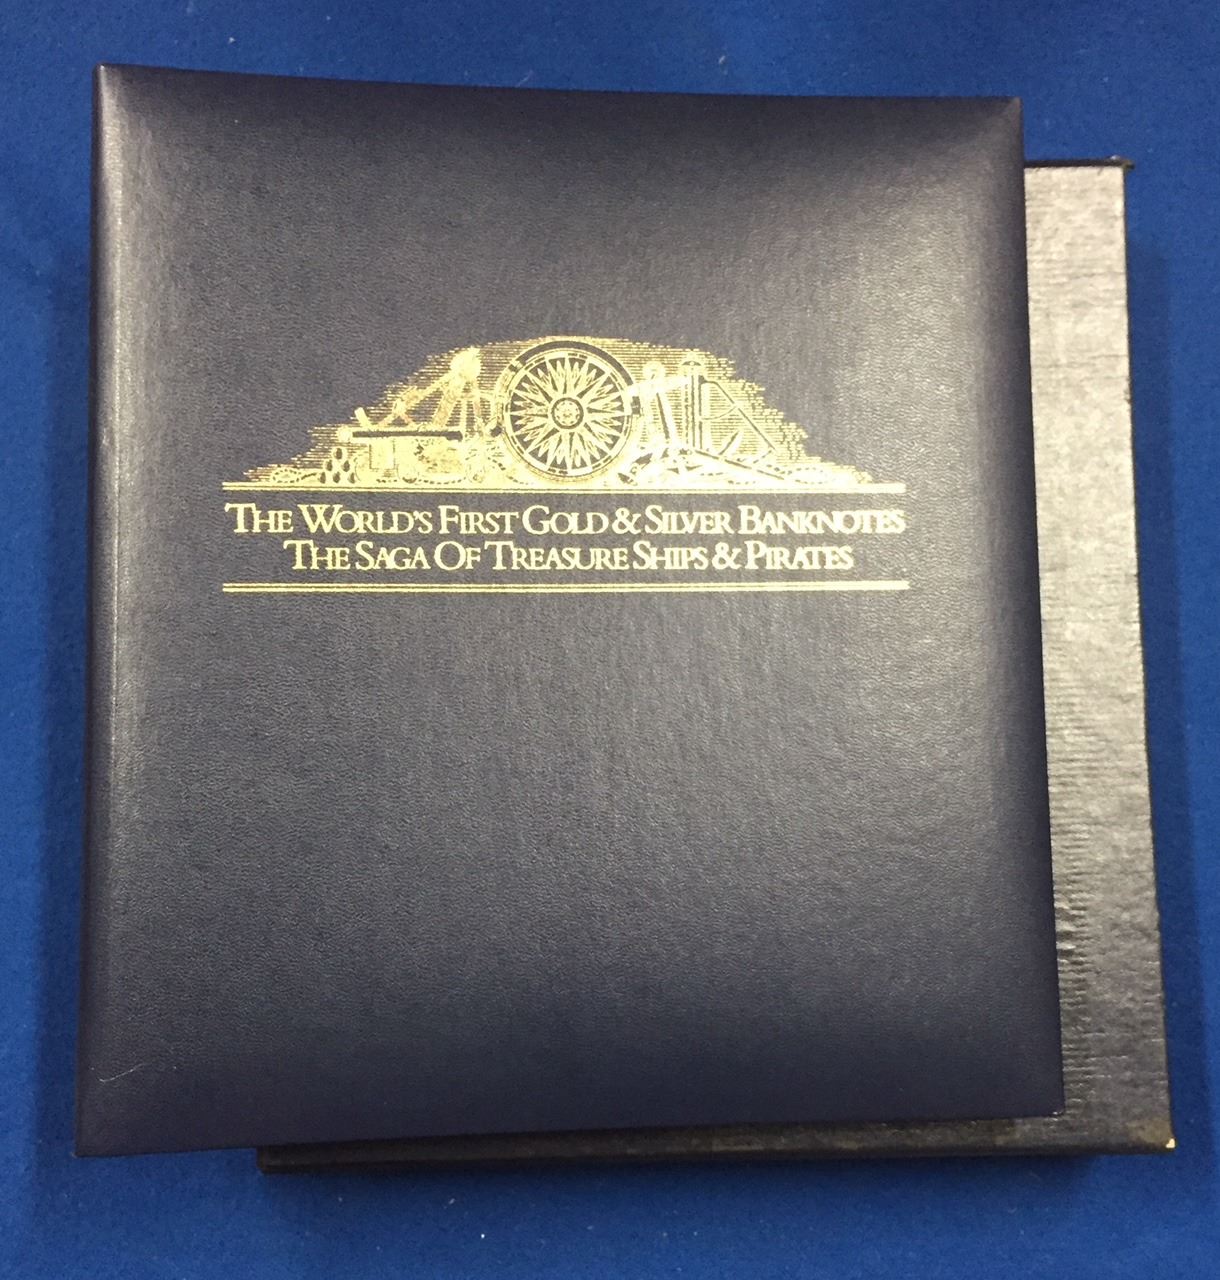 THE WORLD'S FIRST GOLD & SILVER BANKNOTES
THE SAGA OF TREASURE SHIPS & PIRATES